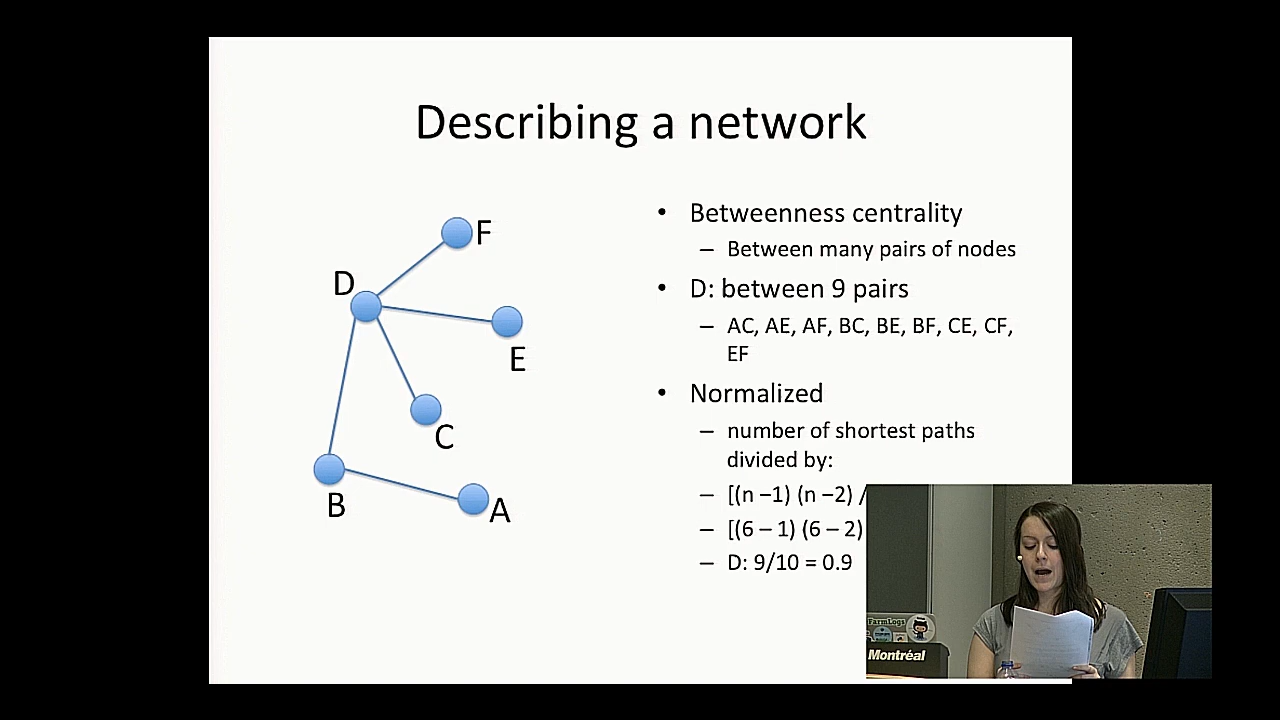 Describing a network
F
D
E
C
B
A
• Betweenness centrality
– Between many pairs of nodes
• D: between 9 pairs
– AC, AE, AF, BC, BE, BF, CE, CF,
EF
• Normalized
– number of shortest paths
divided by:
– [(n –1) (n –2) /
– [(6 – 1) (6 – 2)
– D: 9/10 = 0.9
FarmLogs
Montréal